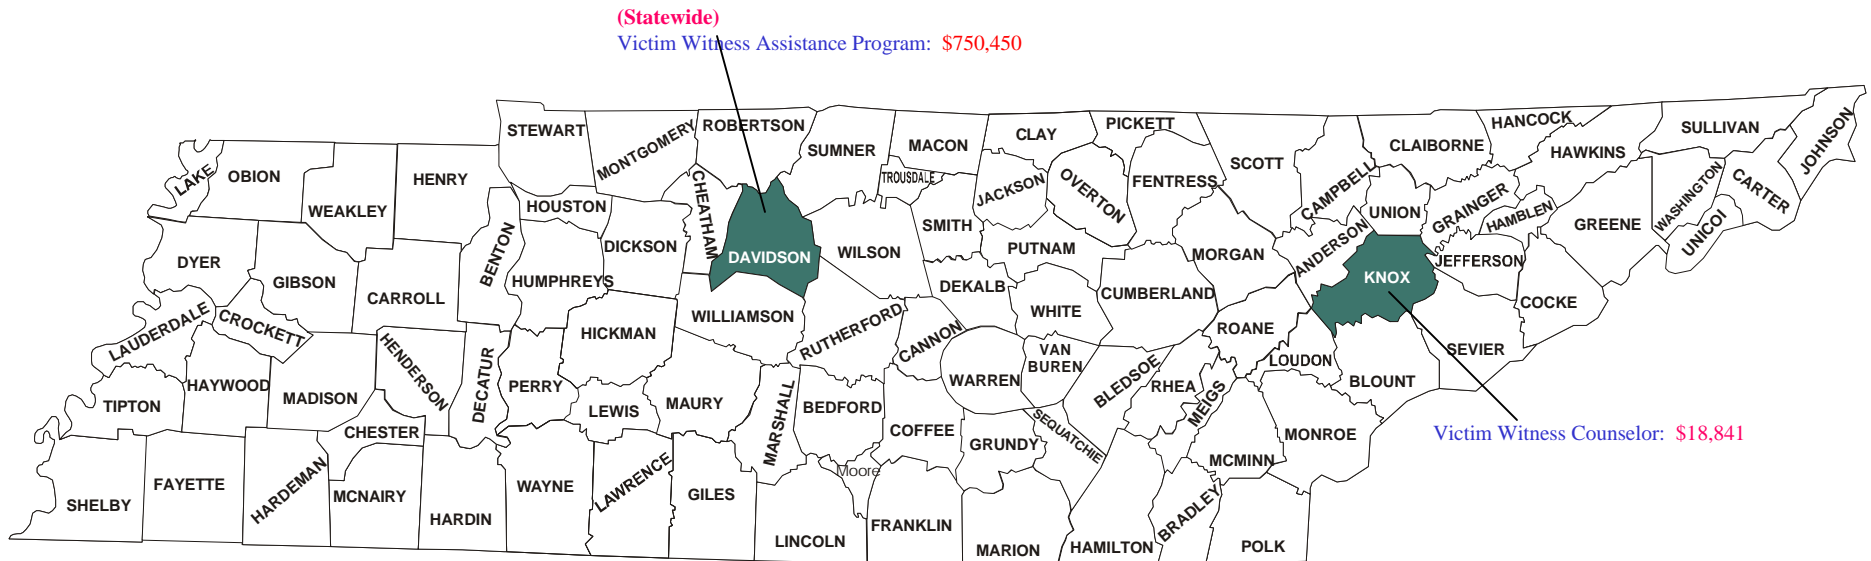 (Statewide)
Victim Witness Assistance Program: $750,450
STEWART
MONTGOMERY
ROBERTSON
SUMNER
MACON
CLAY
PICKETT
SCOTT
CAMPBELL
CLAIBORNE
HANCOCK
HAWKINS
SULLIVAN
JOHNSON
LAKE
OBION
WEAKLEY
HENRY
HOUSTON
CHEATHAM
TROUSDALE
JACKSON
OVERTON
FENTRESS
UNION
GRAINGER
HAMBLEN
GREENE
WASHINGTON
CARTER
UNICOI
DYER
GIBSON
CARROLL
BENTON
HUMPHREYS
DICKSON
DAVIDSON
WILSON
SMITH
PUTNAM
DEKALB
WHITE
CUMBERLAND
MORGAN
ANDERSON
KNOX
JEFFERSON
COCKE
LAUDERDALE
CROCKETT
HENDERSON
DECATUR
PERRY
HICKMAN
WILLIAMSON
RUTHERFORD
CANNON
WARREN
VAN
BUREN
BLEDSOE
RHEA
MEIGS
ROANE
LOUDON
BLOUNT
SEVIER
TIPTON
HAYWOOD
MADISON
CHESTER
LEWIS
MAURY
MARSHALL
BEDFORD
COFFEE
GRUNDY
SEQUATCHIE
MCMINN
MONROE
Victim Witness Counselor: $18,841
SHELBY
FAYETTE
HARDEMAN
MCNAIRY
HARDIN
WAYNE
LAWRENCE
GILES
LINCOLN
Moore
FRANKLIN
MARION
HAMILTON
BRADLEY
POLK